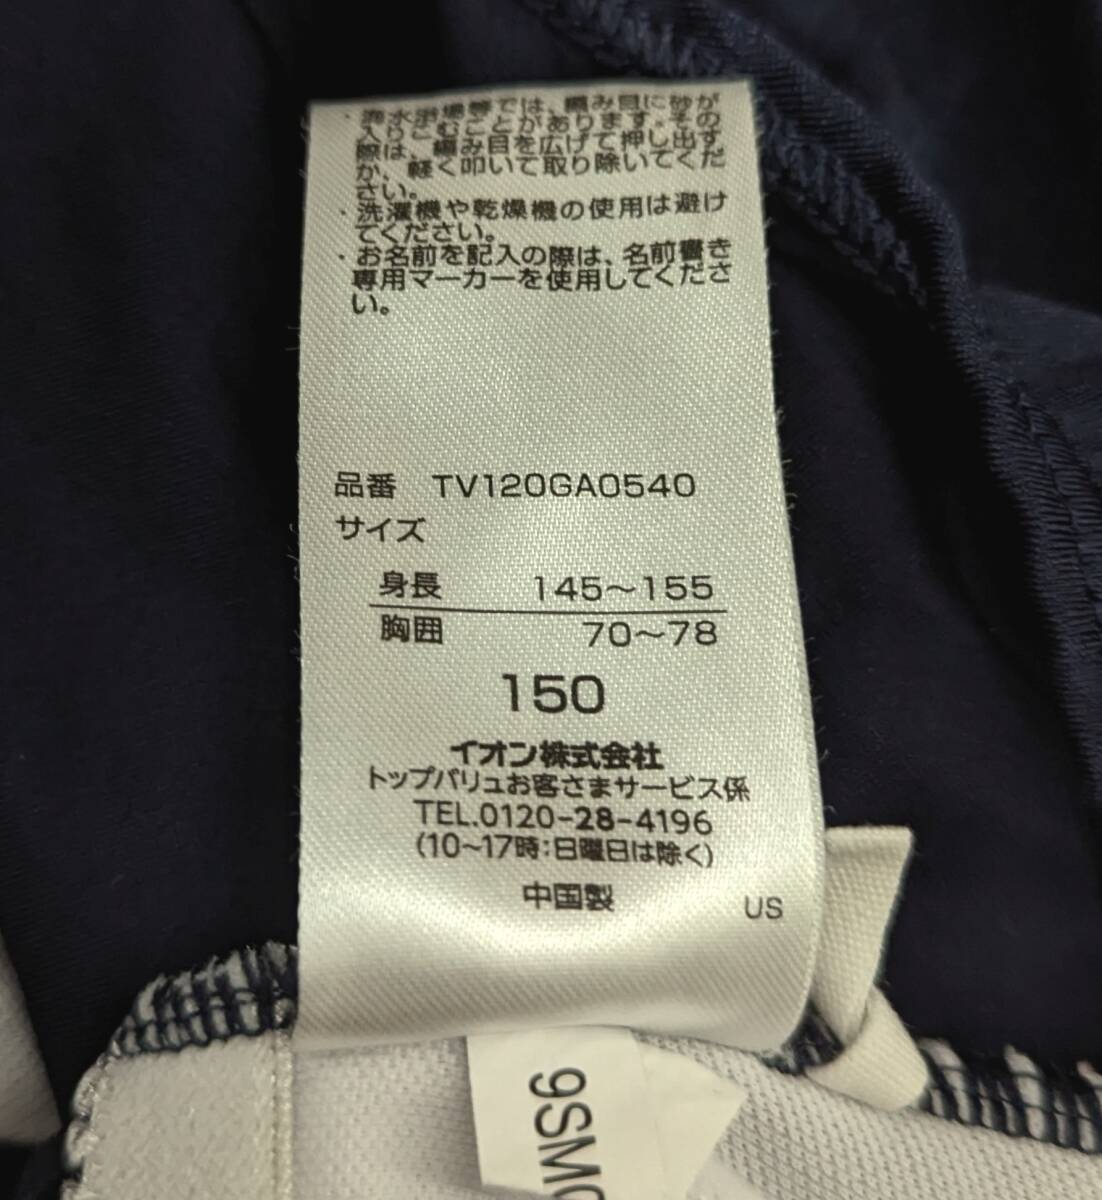 ・海水浴場等では、編み目に砂が
入りこむことがあります。その
際は、編み目を広げて押し出す
か、軽く叩いて取り除いてくだ
さい。
・洗濯機や乾燥機の使用は避け
てください。
・お名前を記入の際は、名前書き
専用マーカーを使用してくださ
い。
品番 TV120GA0540
サイズ
身長 145～155
胸囲 70～78
150
イオン株式会社
トップバリュお客さまサービス係
TEL.0120-28-4196
(10～17時:日曜日は除く)
中国製
US